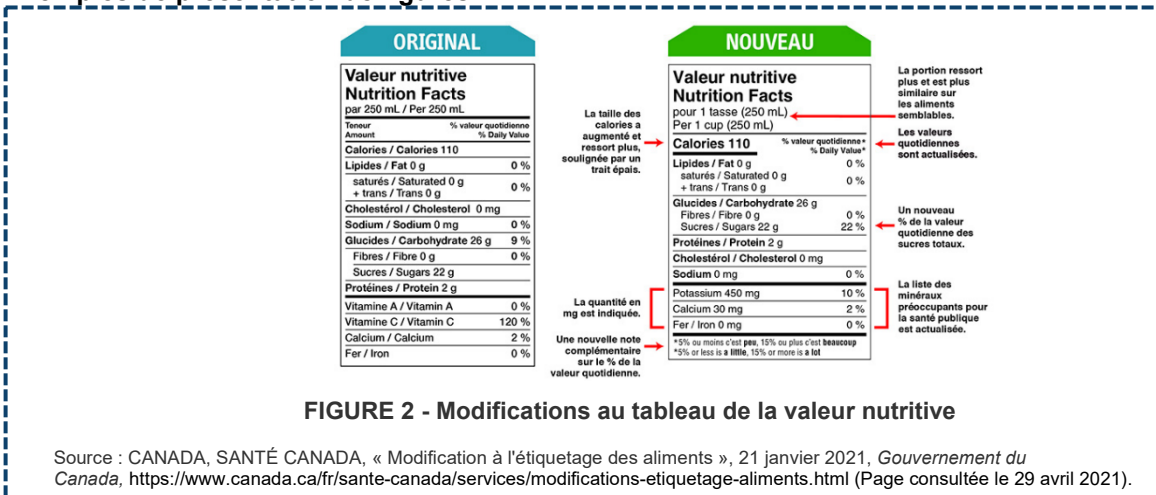 ORIGINAL
Valeur nutritive
Nutrition Facts
par 250 mL / Per 250 mL
Teneur % valeur quotidienne
Amount % Daily Value
Calories / Calories 110
Lipides / Fat 0 g 0 %
saturés / Saturated 0 g
+ trans / Trans 0 g
0 %
Cholestérol / Cholesterol 0 mg
Sodium / Sodium 0 mg 0 %
Glucides / Carbohydrate 26 g 9 %
Fibres / Fibre 0 g 0 %
Sucres / Sugars 22 g
Protéines / Protein 2 g
Vitamine A / Vitamin A 0 %
Vitamine C / Vitamin C 120 %
Calcium / Calcium 2 %
Fer / Iron 0 %
La taille des
calories a
augmenté et
ressort plus,
soulignée par un
trait épais.
La quantité en
mg est indiquée.
Une nouvelle note
complémentaire
sur le % de la
valeur quotidienne.
NOUVEAU
Valeur nutritive
Nutrition Facts
pour 1 tasse (250 mL)
Per 1 cup (250 mL)
Calories 110
% valeur quotidienne*
% Daily Value*
Lipides / Fat 0 g 0 %
saturés / Saturated 0 g
+ trans / Trans 0 g
0 %
Glucides / Carbohydrate 26 g
Fibres / Fibre 0 g 0 %
Sucres / Sugars 22 g 22 %
Protéines / Protein 2 g
Cholestérol / Cholesterol 0 mg
Sodium 0 mg 0 %
Potassium 450 mg 10 %
Calcium 30 mg 2 %
Fer / Iron 0 mg 0 %
*5% ou moins c'est peu, 15% ou plus c'est beaucoup
*5% or less is a little, 15% or more is a lot
La portion ressort
plus et est plus
similaire sur
les aliments
semblables.
Les valeurs
quotidiennes
sont actualisées.
Un nouveau
% de la valeur
quotidienne des
sucres totaux.
La liste des
minéraux
préoccupants pour
la santé publique
est actualisée.
FIGURE 2 - Modifications au tableau de la valeur nutritive
Source : CANADA, SANTÉ CANADA, « Modification à l'étiquetage des aliments », 21 janvier 2021, Gouvernement du
Canada, https://www.canada.ca/fr/sante-canada/services/modifications-etiquetage-aliments.html (Page consultée le 29 avril 2021).